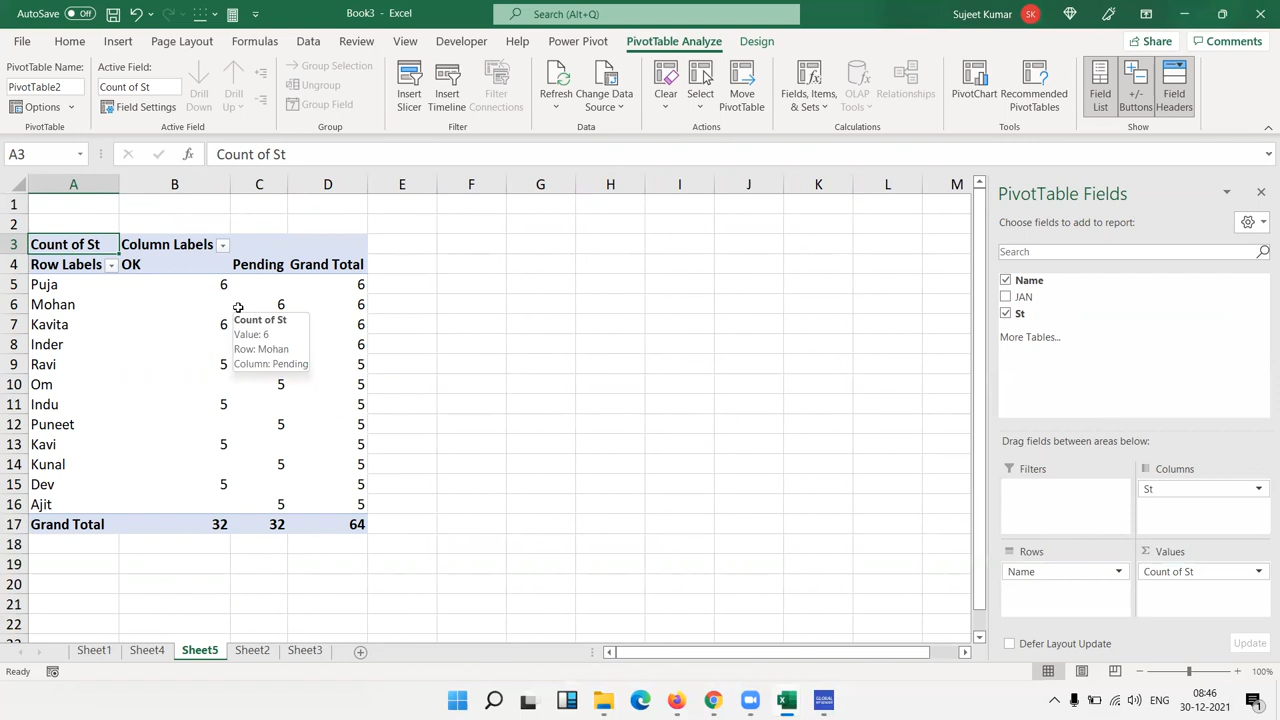 AutoSave Off Book3 - Excel Search (Alt+Q) Sujeet Kumar SK
File Home Insert Page Layout Formulas Data Review View Developer Help Power Pivot PivotTable Analyze Design Share Comments
PivotTable Name:
PivotTable2
Options
PivotTable
Active Field:
Count of St
Field Settings
Drill Down
Drill Up
Active Field
Group Selection
Ungroup
Group Field
Group
Insert Slicer
Insert Timeline
Filter Connections
Filter
Refresh
Change Data Source
Data
Clear
Select
Move PivotTable
Actions
Fields, Items, & Sets
OLAP Tools
Relationships
Calculations
PivotChart
Recommended PivotTables
Tools
Field List
+/- Buttons
Field Headers
Show
A3 fx Count of St
A B C D E F G H I J K L M
1
2
3 Count of St Column Labels
4 Row Labels OK Pending Grand Total
5 Puja 6 6
6 Mohan 6 6
7 Kavita 6 6
8 Inder 6
9 Ravi 5 5
10 Om 5 5
11 Indu 5 5
12 Puneet 5 5
13 Kavi 5 5
14 Kunal 5 5
15 Dev 5 5
16 Ajit 5 5
17 Grand Total 32 32 64
18
19
20
21
22
Count of St
Value: 6
Row: Mohan
Column: Pending
PivotTable Fields
Choose fields to add to report:
Search
Name
JAN
St
More Tables...
Drag fields between areas below:
Filters
Columns
St
Rows
Name
Values
Count of St
Defer Layout Update Update
Sheet1 Sheet4 Sheet5 Sheet2 Sheet3
Ready 100%
ENG 08:46
30-12-2021 1